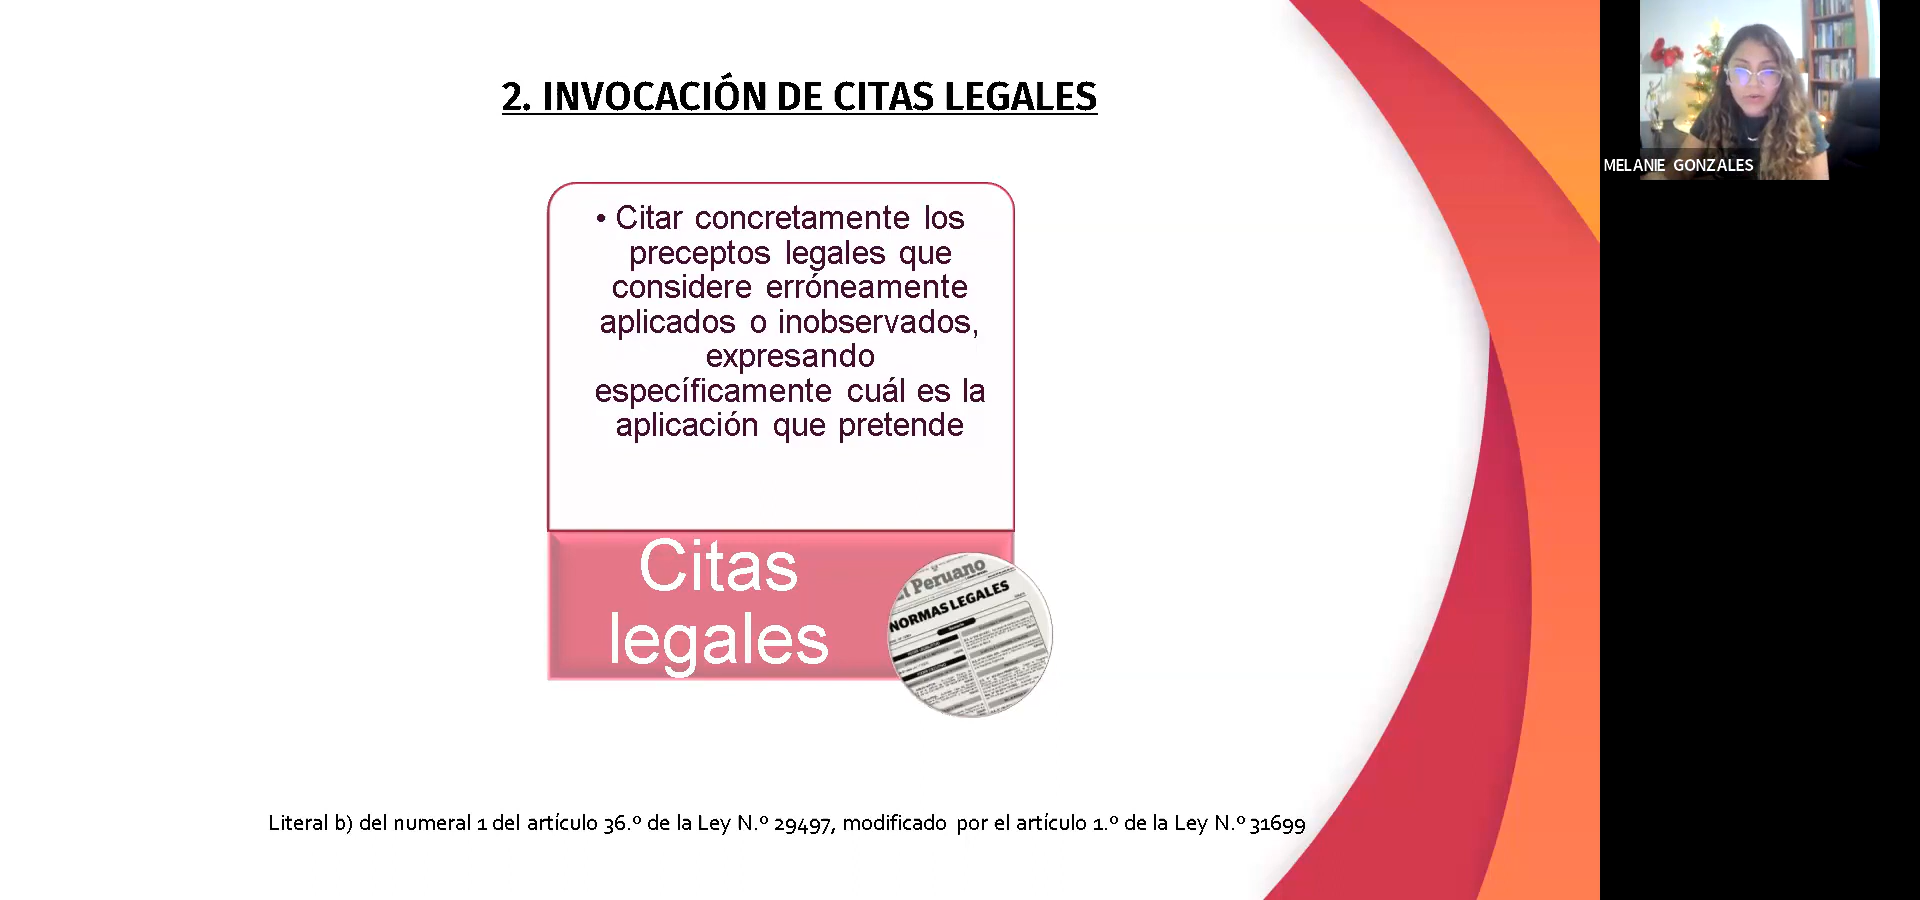 2. INVOCACIÓN DE CITAS LEGALES
• Citar concretamente los
preceptos legales que
considere erróneamente
aplicados o inobservados,
expresando
específicamente cuál es la
aplicación que pretende
Citas
legales
El Peruano
NORMAS LEGALES
Literal b) del numeral 1 del artículo 36.º de la Ley N.º 29497, modificado por el artículo 1.º de la Ley N.º 31699
MELANIE GONZALES